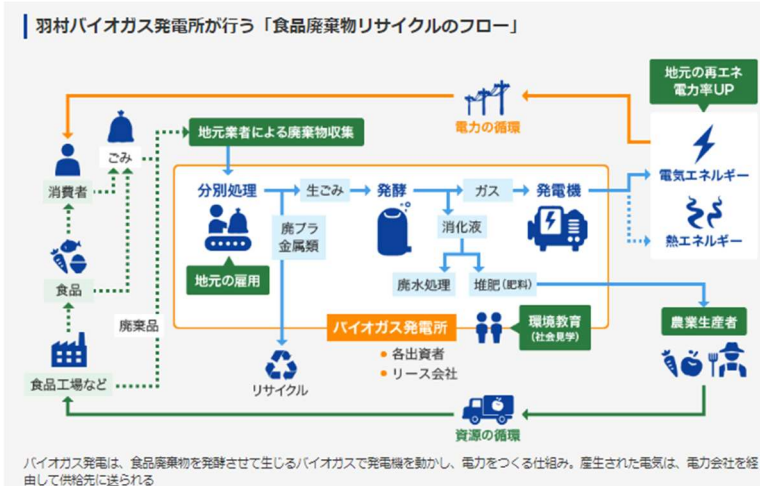 羽村バイオガス発電所が行う「食品廃棄物リサイクルのフロー」
地元の再エネ
電力率UP
電力の循環
地元業者による廃棄物収集
ごみ
消費者
分別処理
生ごみ
発酵
ガス
発電機
電気エネルギー
廃プラ
金属類
消化液
熱エネルギー
食品
地元の雇用
廃水処理
堆肥(肥料)
廃棄品
バイオガス発電所
環境教育
(社会見学)
農業生産者
各出資者
リース会社
食品工場など
リサイクル
資源の循環
バイオガス発電は、食品廃棄物を発酵させて生じるバイオガスで発電機を動かし、電力をつくる仕組み。産生された電気は、電力会社を経
由して供給先に送られる